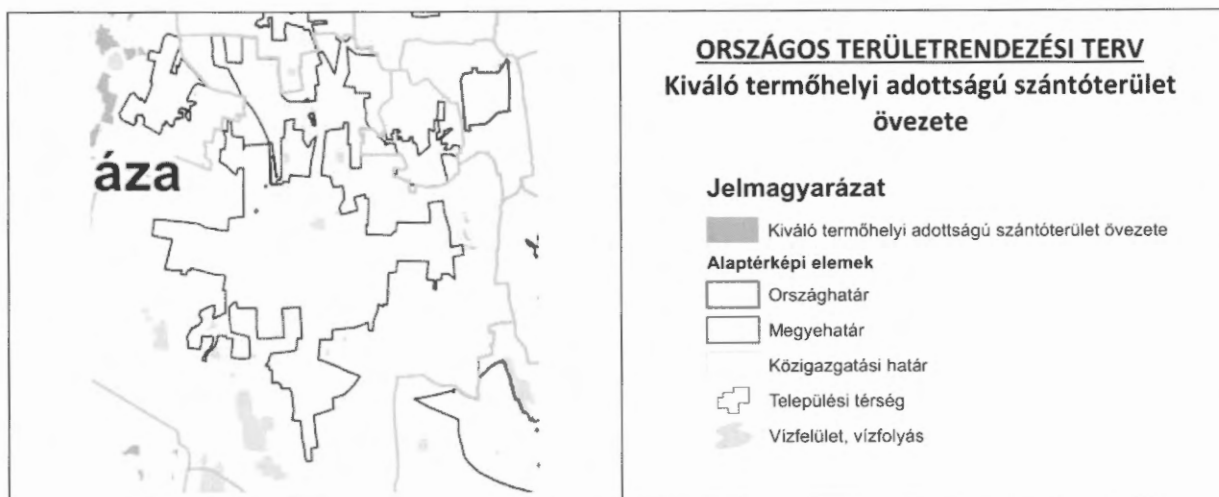 áza
ORSZÁGOS TERÜLETRENDEZÉSI TERV
Kiváló termőhelyi adottságú szántóterület
övezete
Jelmagyarázat
Kiváló termőhelyi adottságú szántóterület övezete
Alaptérképi elemek
Országhatár
Megyehatár
Közigazgatási határ
Települési térség
Vízfelület, vízfolyás